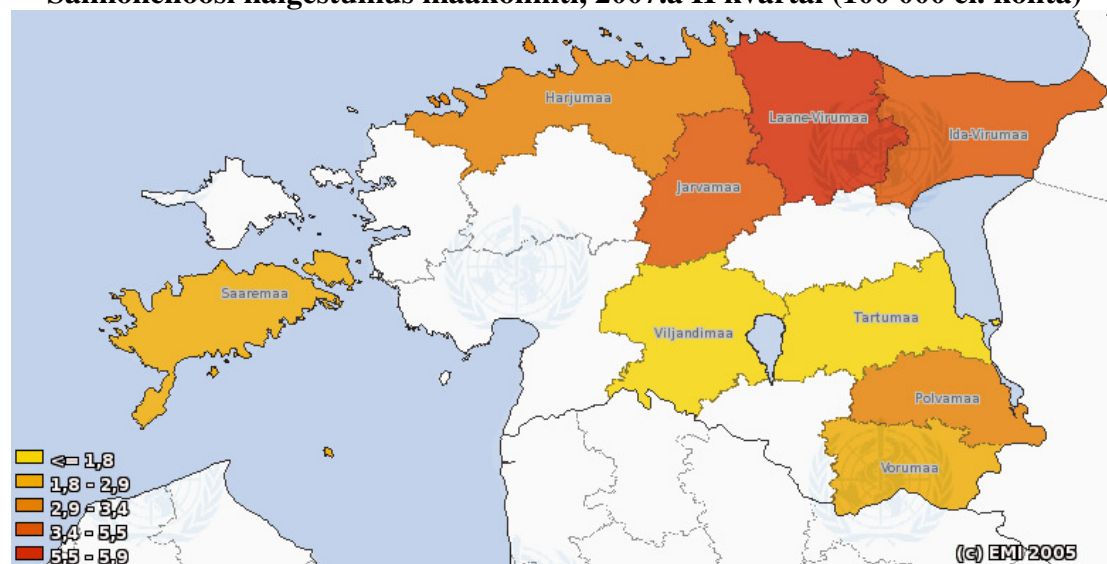 Salmonelloosi haigestumus maakonniti, 2007.a II kvartal (100 000 el. kohta)
Harjumaa
Laane-Virumaa
Ida-Virumaa
Jarvamaa
Saaremaa
Viljandimaa
Tartumaa
Polvamaa
Vorumaa
<= 1,8
1,8 - 2,9
2,9 - 3,4
3,4 - 5,5
5,5 - 5,9
(c) EMI 2005